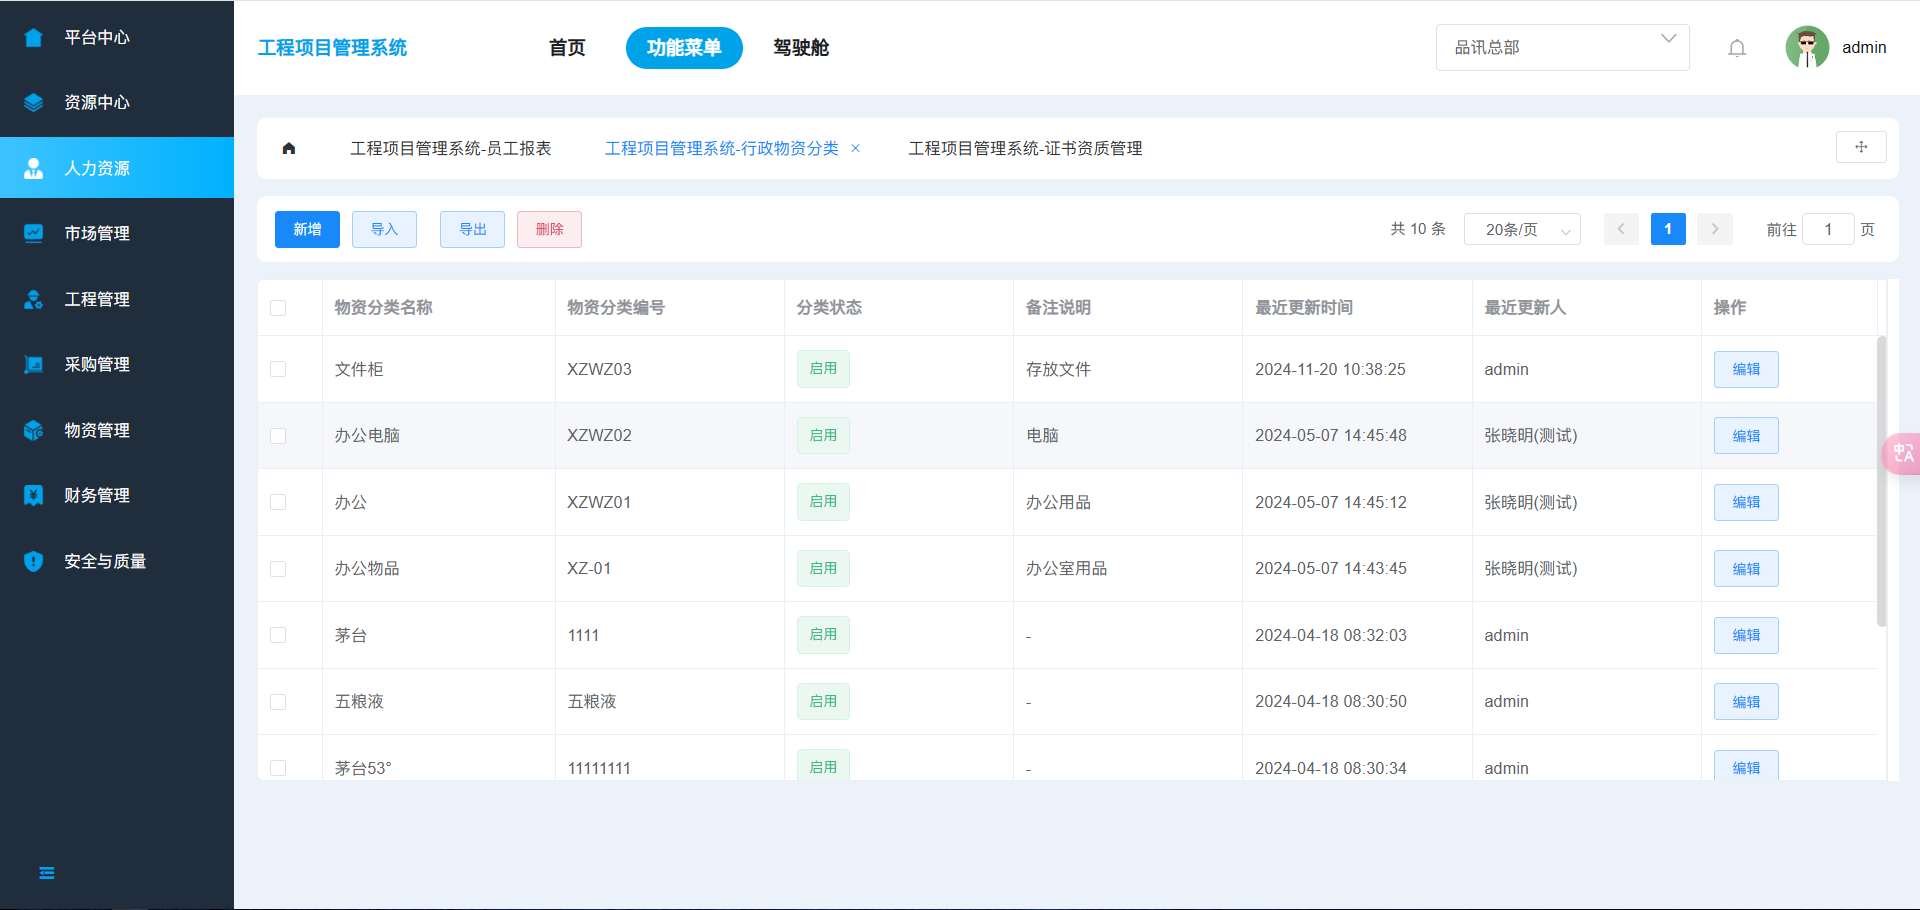 平台中心
资源中心
人力资源
市场管理
工程管理
采购管理
物资管理
财务管理
安全与质量
工程项目管理系统 首页 功能菜单 驾驶舱 品讯总部 admin
工程项目管理系统-员工报表 工程项目管理系统-行政物资分类 × 工程项目管理系统-证书资质管理
新增 导入 导出 删除 共 10 条 20条/页 1 前往 1 页
物资分类名称 物资分类编号 分类状态 备注说明 最近更新时间 最近更新人 操作
文件柜 XZWZ03 启用 存放文件 2024-11-20 10:38:25 admin 编辑
办公电脑 XZWZ02 启用 电脑 2024-05-07 14:45:48 张晓明(测试) 编辑
办公 XZWZ01 启用 办公用品 2024-05-07 14:45:12 张晓明(测试) 编辑
办公物品 XZ-01 启用 办公室用品 2024-05-07 14:43:45 张晓明(测试) 编辑
茅台 1111 启用 - 2024-04-18 08:32:03 admin 编辑
五粮液 五粮液 启用 - 2024-04-18 08:30:50 admin 编辑
茅台53° 11111111 启用 - 2024-04-18 08:30:34 admin 编辑